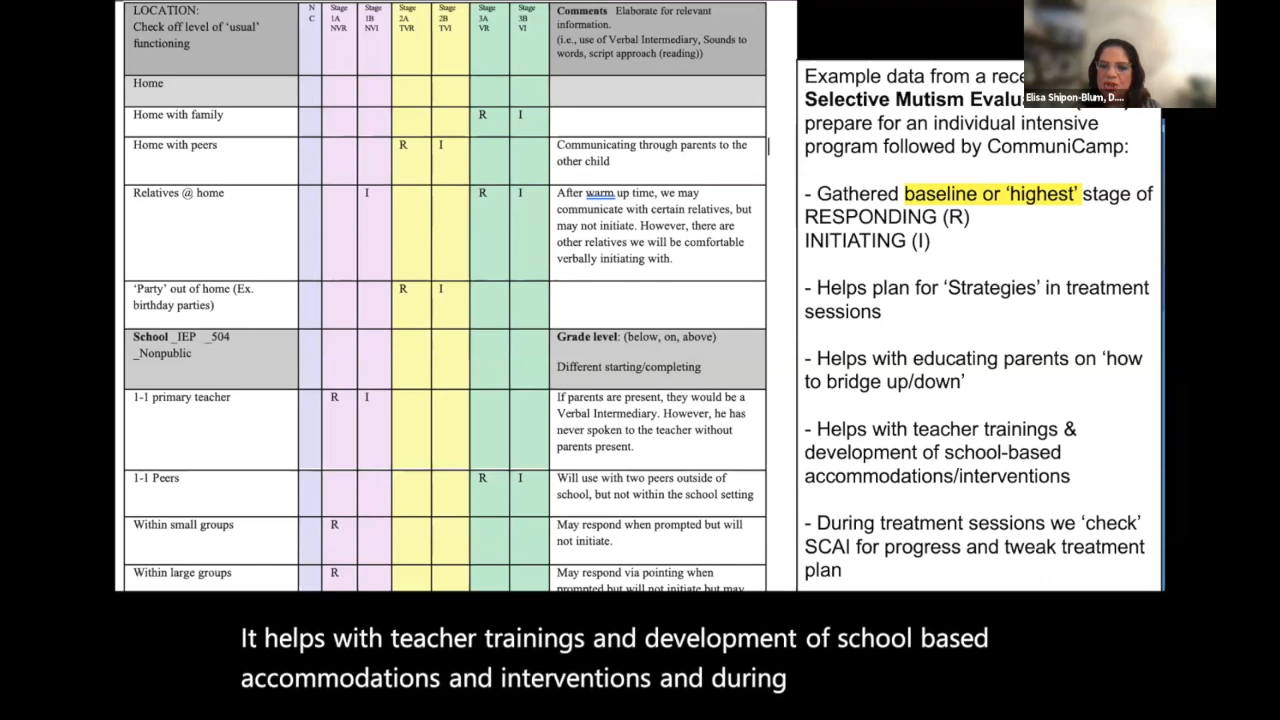 LOCATION:
Check off level of ‘usual’
functioning
N
C
Stage
1A
NVR
Stage
1B
NVI
Stage
2A
TVR
Stage
2B
TVI
Stage
3A
VR
Stage
3B
VI
Comments Elaborate for relevant
information.
(i.e., use of Verbal Intermediary, Sounds to
words, script approach (reading))
Home
Home with family
R I
Home with peers
R I
Communicating through parents to the
other child
Relatives @ home
I R I
After warm up time, we may
communicate with certain relatives, but
may not initiate. However, there are
other relatives we will be comfortable
verbally initiating with.
‘Party’ out of home (Ex.
birthday parties)
R I
School _IEP _504
_Nonpublic
Grade level: (below, on, above)
Different starting/completing
1-1 primary teacher
R I
If parents are present, they would be a
Verbal Intermediary. However, he has
never spoken to the teacher without
parents present.
1-1 Peers
R I
Will use with two peers outside of
school, but not within the school setting
Within small groups
R
May respond when prompted but will
not initiate.
Within large groups
R
May respond via pointing when
prompted but will not initiate but may
Elisa Shipon-Blum, D....
Example data from a rece
Selective Mutism Evalu
prepare for an individual intensive
program followed by CommuniCamp:
- Gathered baseline or ‘highest’ stage of
RESPONDING (R)
INITIATING (I)
- Helps plan for ‘Strategies’ in treatment
sessions
- Helps with educating parents on ‘how
to bridge up/down’
- Helps with teacher trainings &
development of school-based
accommodations/interventions
- During treatment sessions we ‘check’
SCAI for progress and tweak treatment
plan
It helps with teacher trainings and development of school based
accommodations and interventions and during